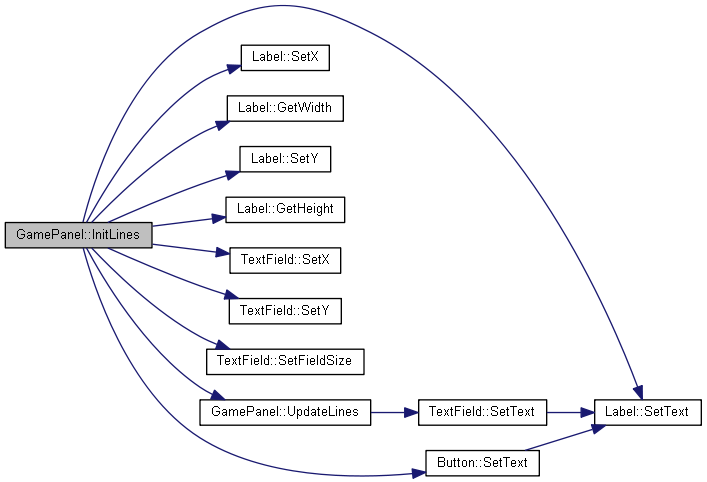 Label::SetX
Label::GetWidth
Label::SetY
Label::GetHeight
GamePanel::InitLines
TextField::SetX
TextField::SetY
TextField::SetFieldSize
GamePanel::UpdateLines
TextField::SetText
Label::SetText
Button::SetText